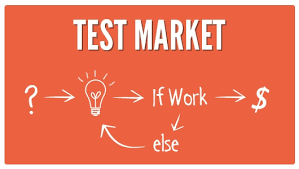 TEST MARKET
? If Work $
else